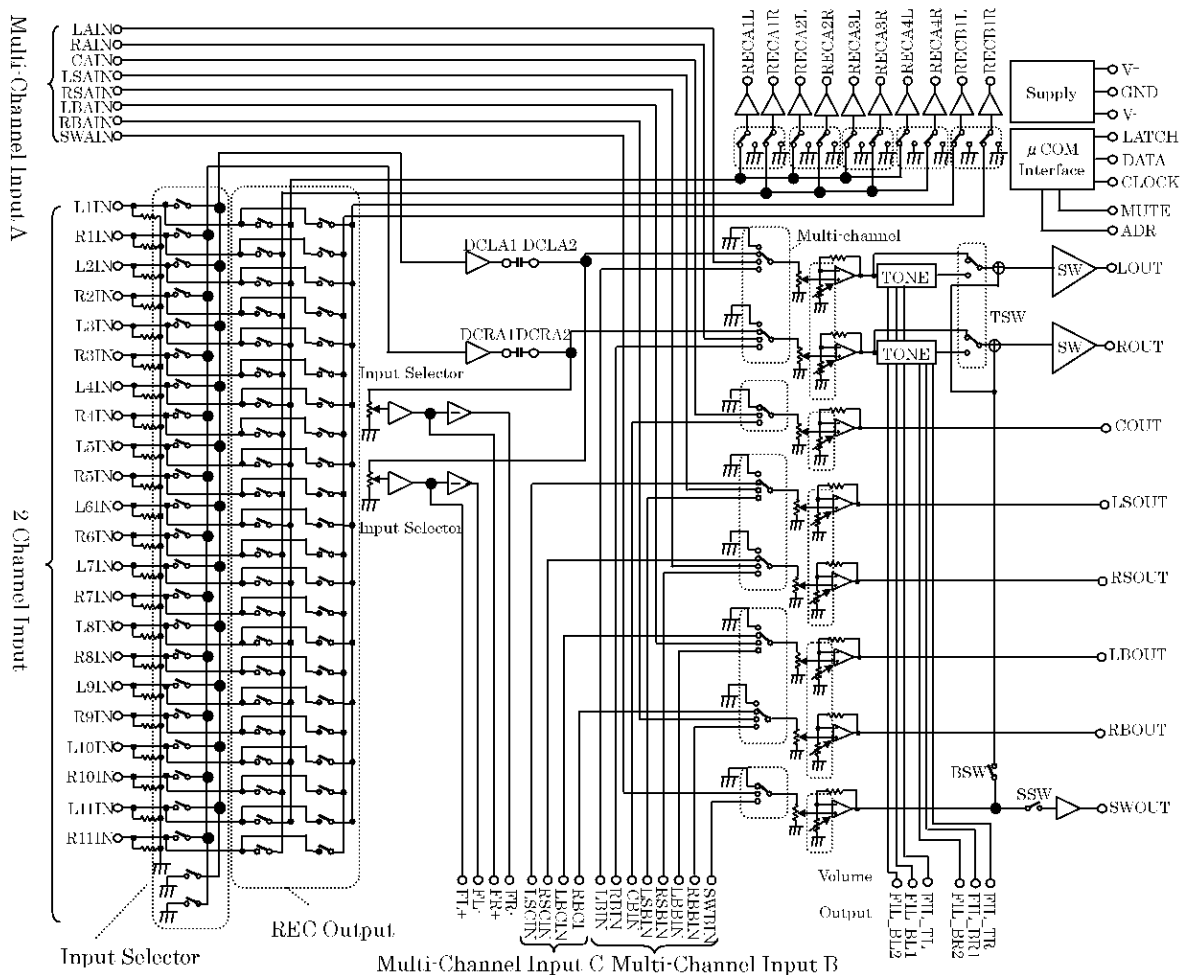 Multi-Channel Input A
LAIN
RAIN
CAIN
LSAIN
RSAIN
LBAIN
RBAIN
SWAIN
RECA1L
RECA1R
RECA2L
RECA2R
RECA3L
RECA3R
RECA4L
RECA4R
RECB1L
RECB1R
Supply
GND
V-
μCOM
Interface
LATCH
DATA
CLOCK
MUTE
ADR
2 Channel Input
L1IN
R1IN
L2IN
R2IN
L3IN
R3IN
L4IN
R4IN
L5IN
R5IN
L6IN
R6IN
L7IN
R7IN
L8IN
R8IN
L9IN
R9IN
L10IN
R10IN
L11IN
R11IN
DCLA1 DCLA2
DCRA1DCRA2
Input Selector
Input Selector
Multi-channel
TONE
TONE
TSW
SW
SW
LOUT
ROUT
COUT
LSOUT
RSOUT
LBOUT
RBOUT
BSW
SSW
SWOUT
Volume
Output
FL+
FL-
FR+
FR-
LSCIN
RSCIN
LBCIN
RBCI
LBIN
RBIN
CBIN
LSBIN
RSBIN
LBBIN
RBBIN
SWBIN
FIL_BL2
FIL_BL1
FIL_TL
FIL_BR2
FIL_BR1
FIL_TR
REC Output
Input Selector
Multi-Channel Input C Multi-Channel Input B